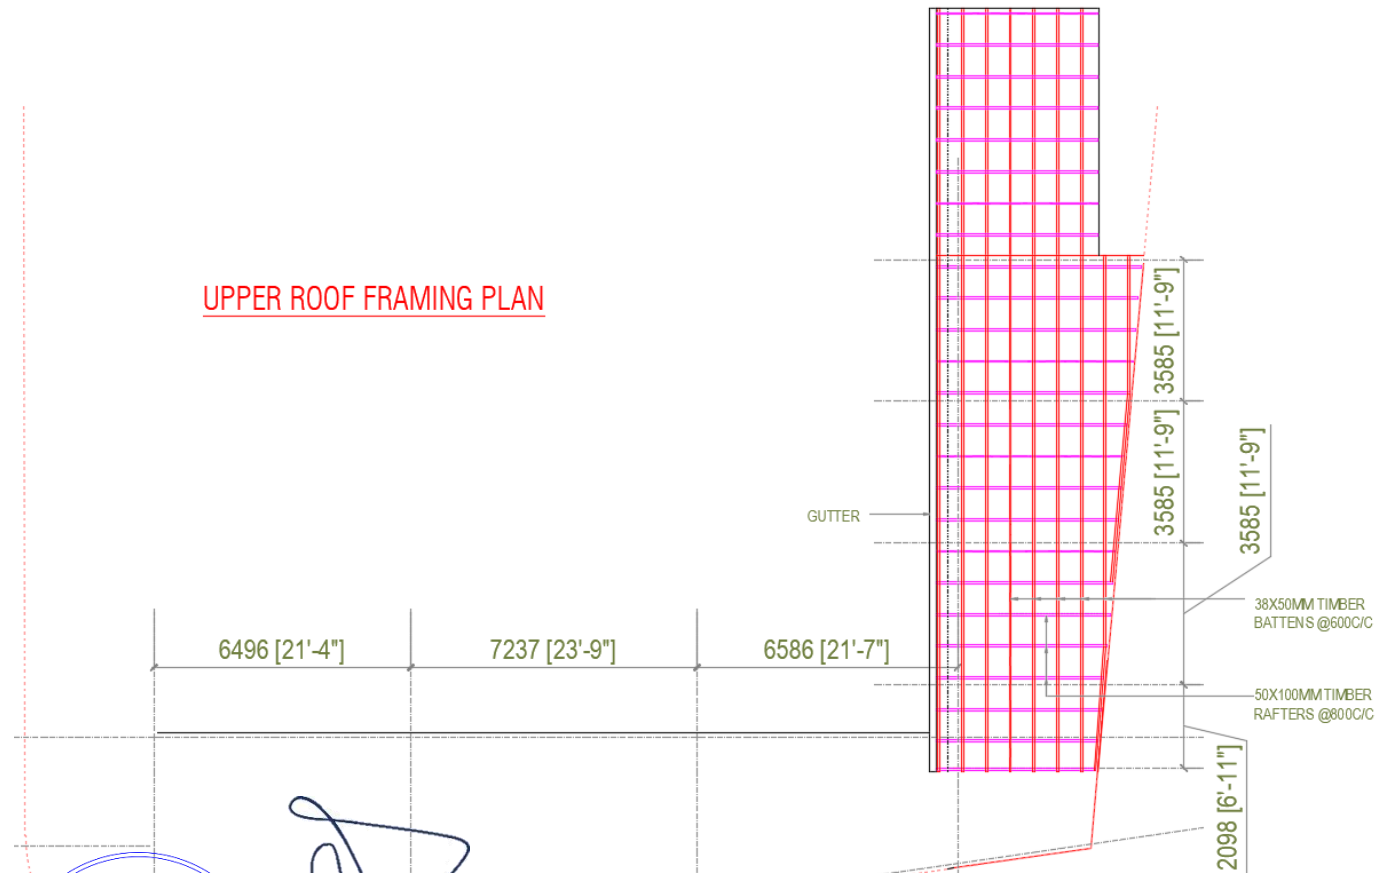 UPPER ROOF FRAMING PLAN
3585 [11'-9"]
3585 [11'-9"]
3585 [11'-9"]
GUTTER
38X50MM TIMBER
BATTENS @600C/C
6496 [21'-4"]
7237 [23'-9"]
6586 [21'-7"]
50X100MM TIMBER
RAFTERS @800C/C
2098 [6'-11"]